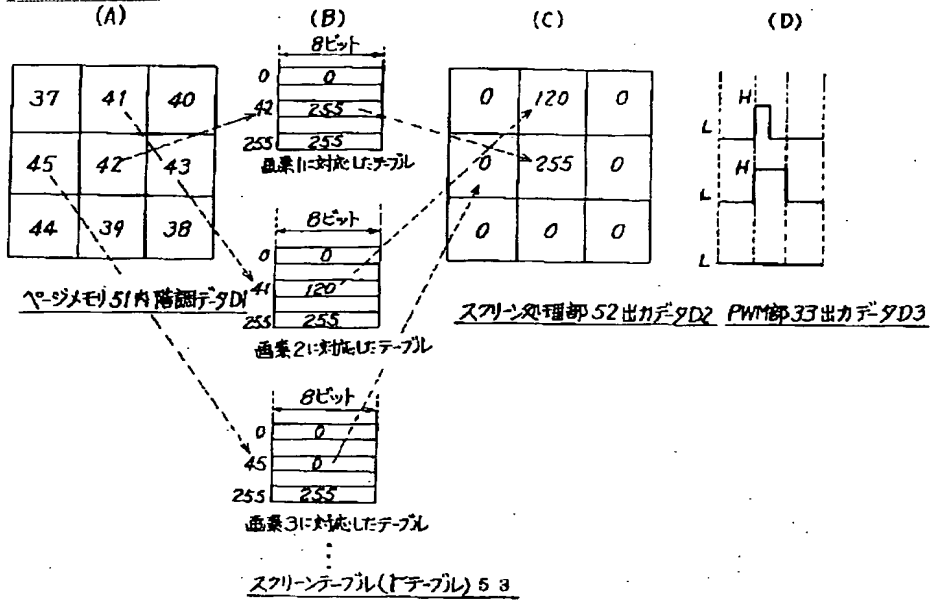 (A) (B) (C) (D)
37 41 40
45 42 43
44 39 38
ページメモリ51内階調データD1
8ビット
0 0
42 255
255 255
画素1に対応したテーブル
8ビット
0 0
41 120
255 255
画素2に対応したテーブル
8ビット
0 0
45 0
255 255
画素3に対応したテーブル
スクリーンテーブル(γテーブル)53
0 120 0
0 255 0
0 0 0
スクリーン処理部52出力データD2
H
L
H
L
L
PWM部33出力データD3